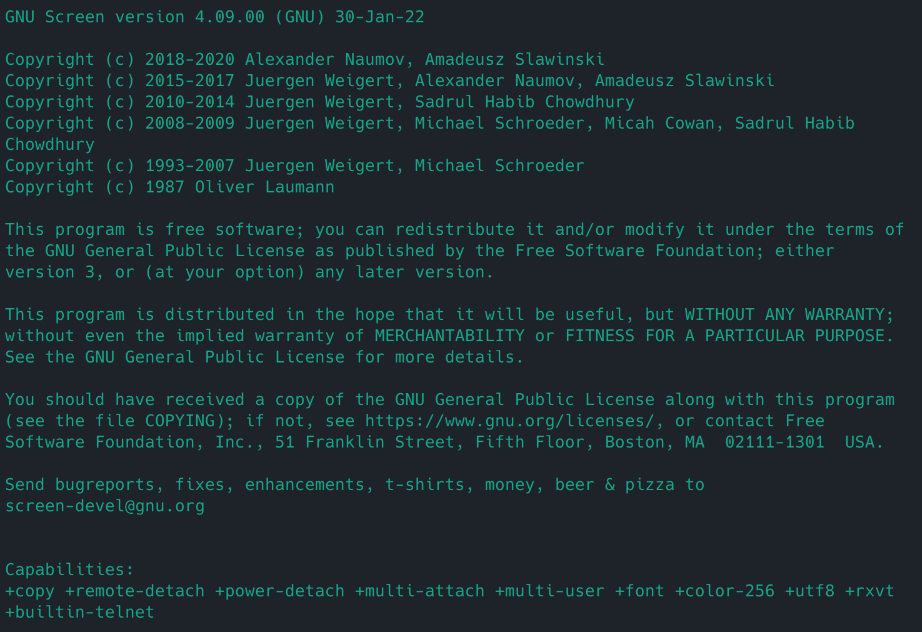 GNU Screen version 4.09.00 (GNU) 30-Jan-22
Copyright (c) 2018-2020 Alexander Naumov, Amadeusz Slawinski
Copyright (c) 2015-2017 Juergen Weigert, Alexander Naumov, Amadeusz Slawinski
Copyright (c) 2010-2014 Juergen Weigert, Sadrul Habib Chowdhury
Copyright (c) 2008-2009 Juergen Weigert, Michael Schroeder, Micah Cowan, Sadrul Habib
Chowdhury
Copyright (c) 1993-2007 Juergen Weigert, Michael Schroeder
Copyright (c) 1987 Oliver Laumann
This program is free software; you can redistribute it and/or modify it under the terms of
the GNU General Public License as published by the Free Software Foundation; either
version 3, or (at your option) any later version.
This program is distributed in the hope that it will be useful, but WITHOUT ANY WARRANTY;
without even the implied warranty of MERCHANTABILITY or FITNESS FOR A PARTICULAR PURPOSE.
See the GNU General Public License for more details.
You should have received a copy of the GNU General Public License along with this program
(see the file COPYING); if not, see https://www.gnu.org/licenses/, or contact Free
Software Foundation, Inc., 51 Franklin Street, Fifth Floor, Boston, MA  02111-1301  USA.
Send bugreports, fixes, enhancements, t-shirts, money, beer & pizza to
screen-devel@gnu.org
Capabilities:
+copy +remote-detach +power-detach +multi-attach +multi-user +font +color-256 +utf8 +rxvt
+builtin-telnet